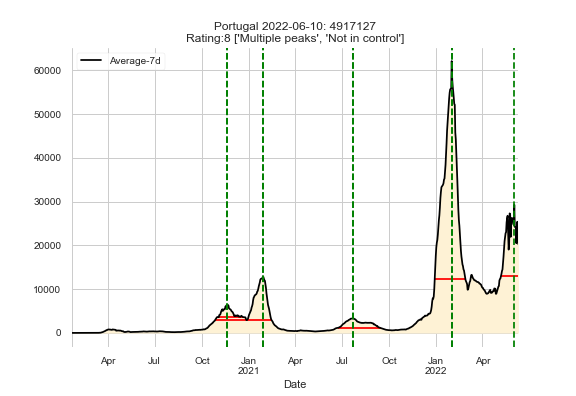 Portugal 2022-06-10: 4917127
Rating:8 ['Multiple peaks', 'Not in control']
Average-7d
60000
50000
40000
30000
20000
10000
0
Apr Jul Oct Jan Apr Jul Oct Jan Apr
2021 2022
Date